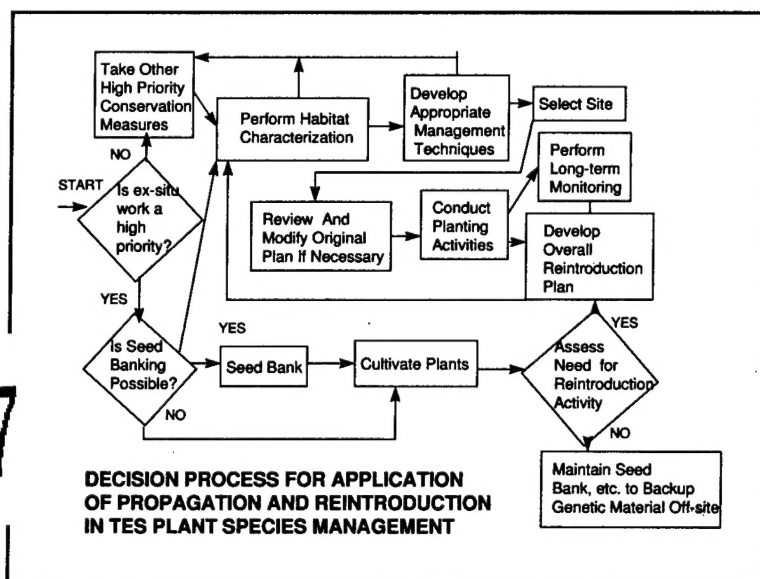 Take Other
High Priority
Conservation
Measures
Perform Habitat
Characterization
Develop
Appropriate
Management
Techniques
Select Site
NO
START
Is ex-situ
work a
high
priority?
Perform
Long-term
Monitoring
Review And
Modify Original
Plan If Necessary
Conduct
Planting
Activities
Develop
Overall
Reintroduction
Plan
YES
Is Seed
Banking
Possible?
YES
Seed Bank
Cultivate Plants
YES
Assess
Need for
Reintroduction
Activity
NO
NO
Maintain Seed
Bank, etc. to Backup
Genetic Material Off-site
DECISION PROCESS FOR APPLICATION
OF PROPAGATION AND REINTRODUCTION
IN TES PLANT SPECIES MANAGEMENT